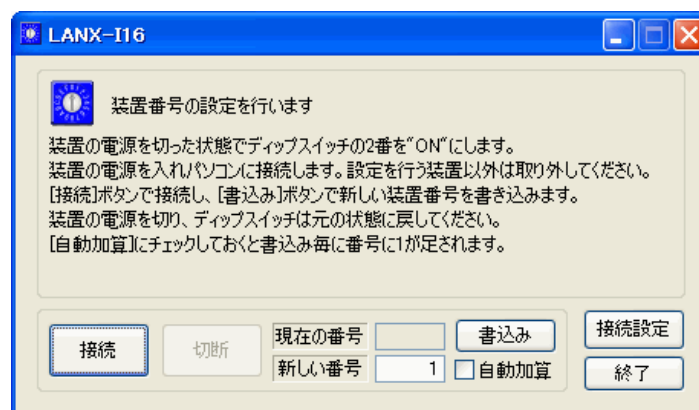 LANX-I16
装置番号の設定を行います
装置の電源を切った状態でディップスイッチの2番を"ON"にします。
装置の電源を入れパソコンに接続します。設定を行う装置以外は取り外してください。
[接続]ボタンで接続し、[書込み]ボタンで新しい装置番号を書き込みます。
装置の電源を切り、ディップスイッチは元の状態に戻してください。
[自動加算]にチェックしておくと書込み毎に番号に1が足されます。
接続 切断 現在の番号 書込み 接続設定
新しい番号 1 自動加算 終了